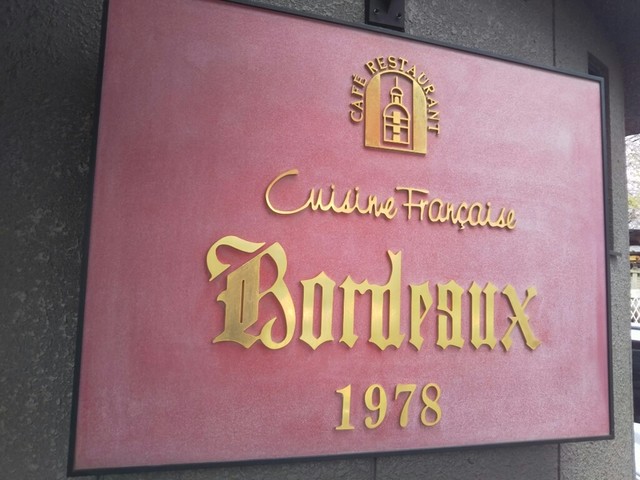 CAFÉ RESTAURANT
Cuisine Française
Bordeaux
1978